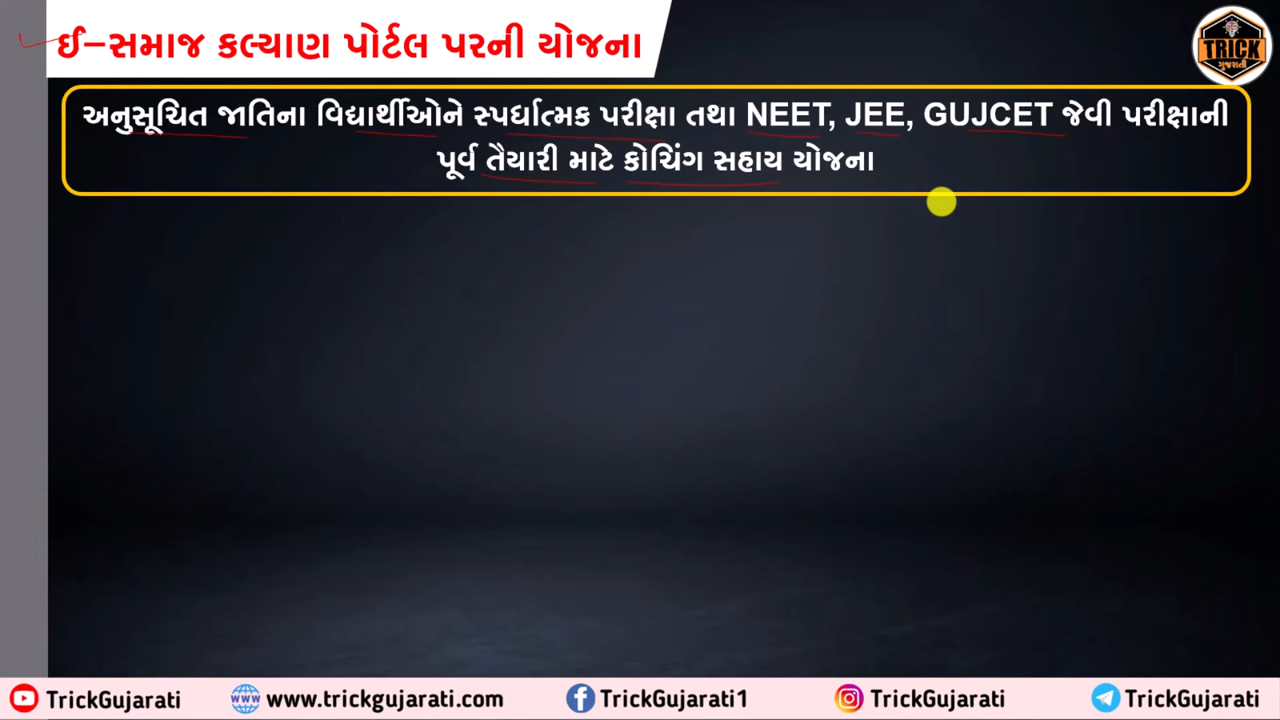 ઈ-સમાજ કલ્યાણ પોર્ટલ પરની યોજના
TRICK
ગુજરાતી
અનુસૂચિત જાતિના વિદ્યાર્થીઓને સ્પર્ધાત્મક પરીક્ષા તથા NEET, JEE, GUJCET જેવી પરીક્ષાની
પૂર્વ તૈયારી માટે કોચિંગ સહાય યોજના
TrickGujarati www.trickgujarati.com TrickGujarati1 TrickGujarati TrickGujarati